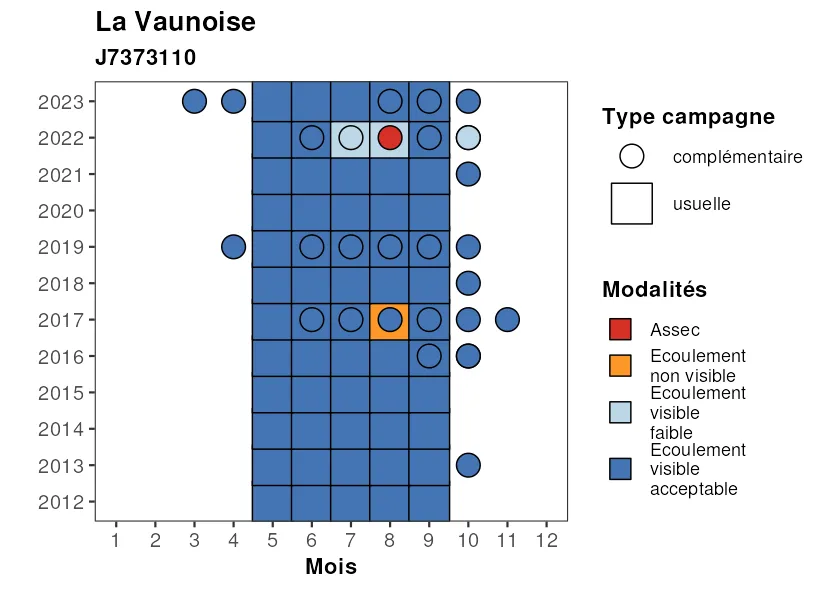 La Vaunoise
J7373110
2023
2022
2021
2020
2019
2018
2017
2016
2015
2014
2013
2012
1 2 3 4 5 6 7 8 9 10 11 12
Mois
Type campagne
complémentaire
usuelle
Modalités
Assec
Ecoulement
non visible
Ecoulement
visible
faible
Ecoulement
visible
acceptable